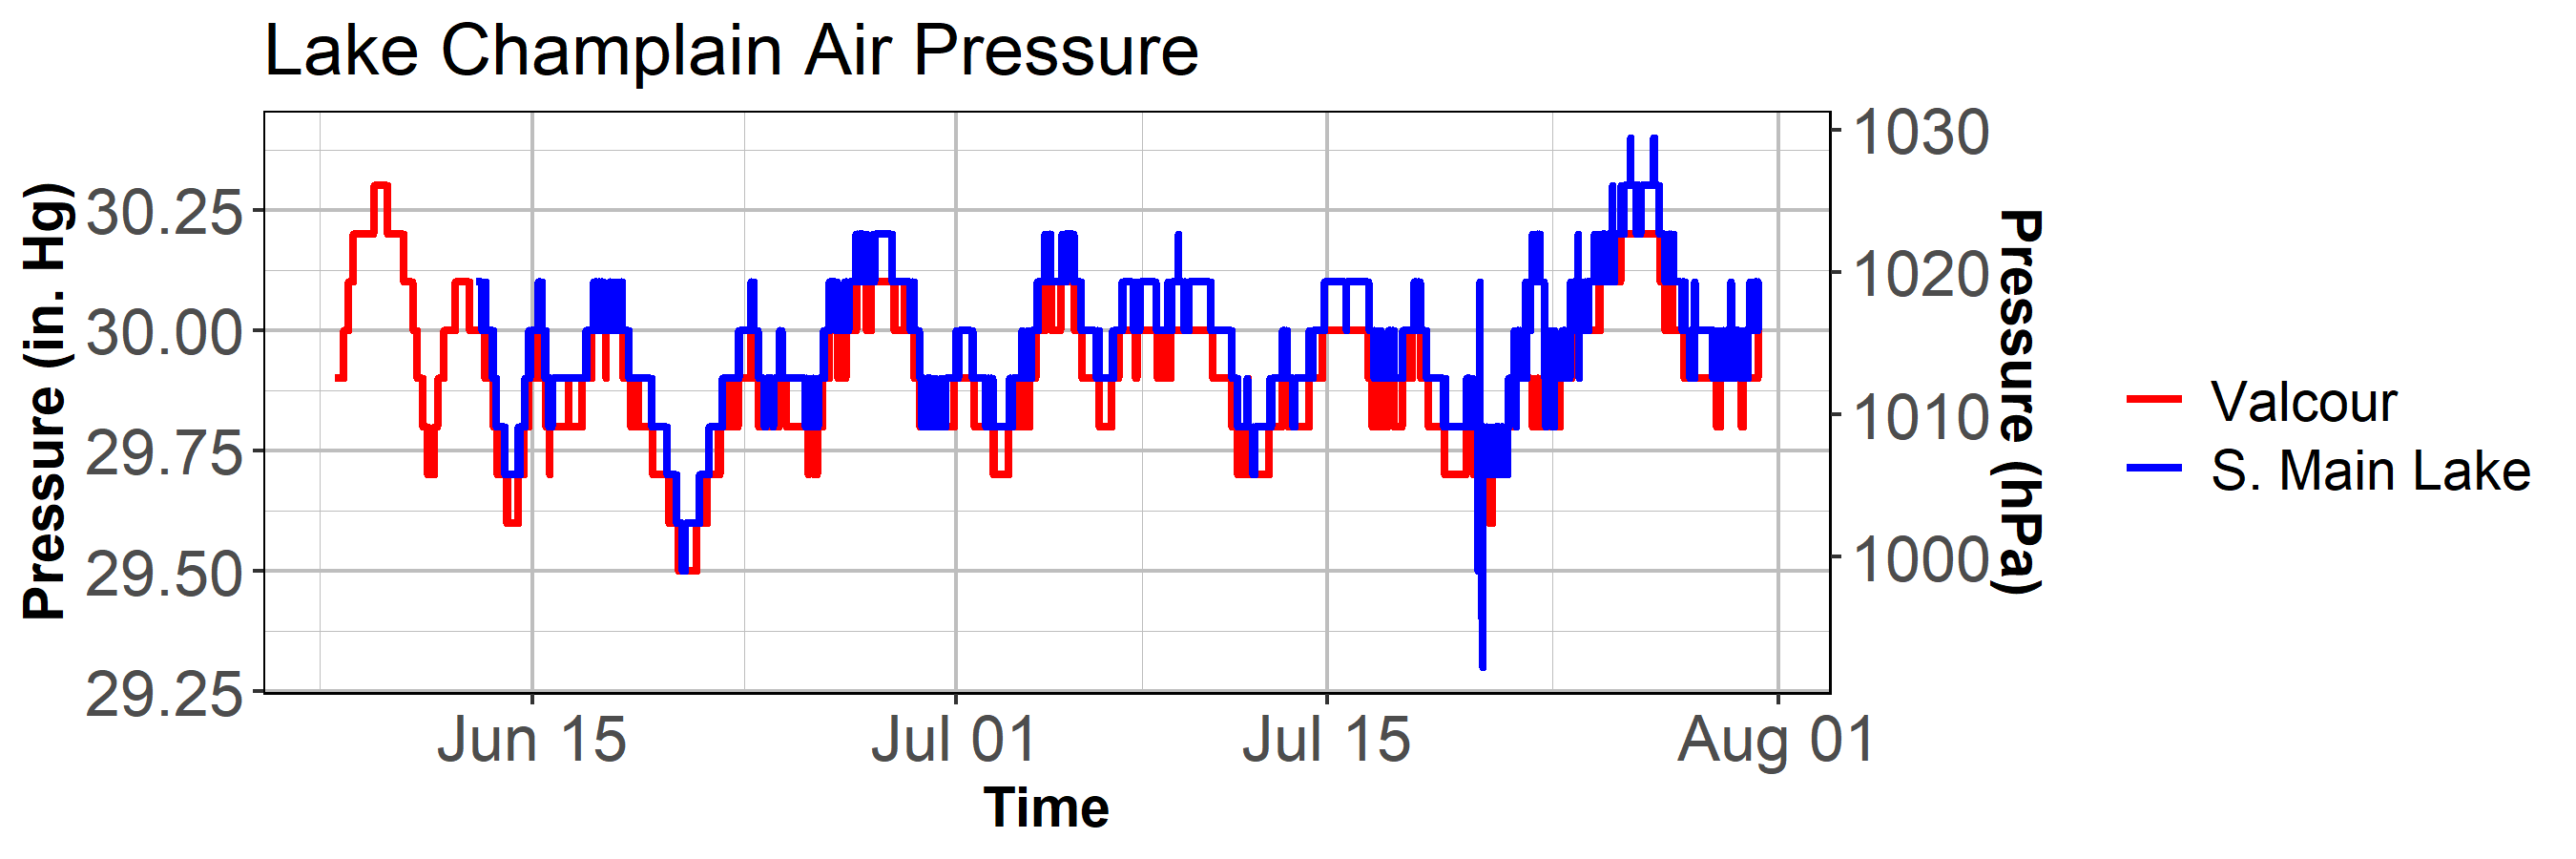 Lake Champlain Air Pressure
Pressure (in. Hg)
30.25
30.00
29.75
29.50
29.25
1030
1020
1010
1000
Pressure (hPa)
Jun 15
Jul 01
Jul 15
Aug 01
Time
Valcour
S. Main Lake